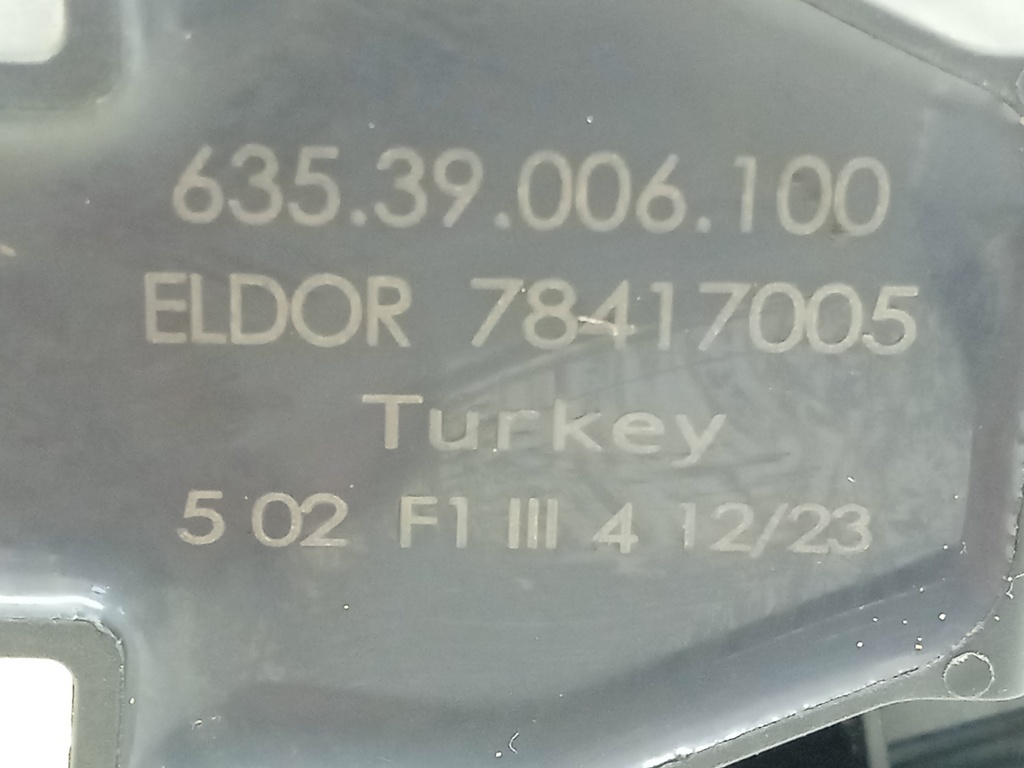 635.39.006.100
ELDOR 78417005
Turkey
5 02 F1 III 4 12/23